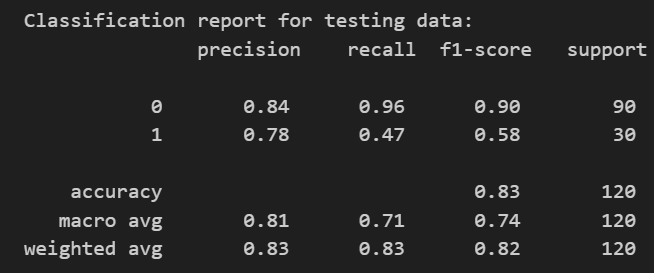 Classification report for testing data:
precision recall f1-score support
0 0.84 0.96 0.90 90
1 0.78 0.47 0.58 30
accuracy 0.83 120
macro avg 0.81 0.71 0.74 120
weighted avg 0.83 0.83 0.82 120